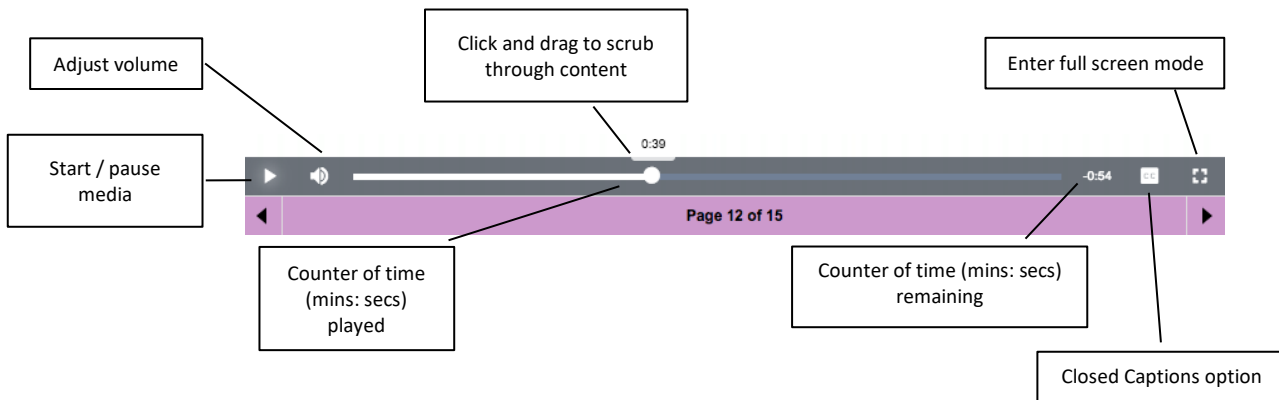 Click and drag to scrub
through content
Adjust volume
Enter full screen mode
Start / pause
media
0:39
-0:54
CC
Page 12 of 15
Counter of time
(mins: secs)
played
Counter of time (mins: secs)
remaining
Closed Captions option